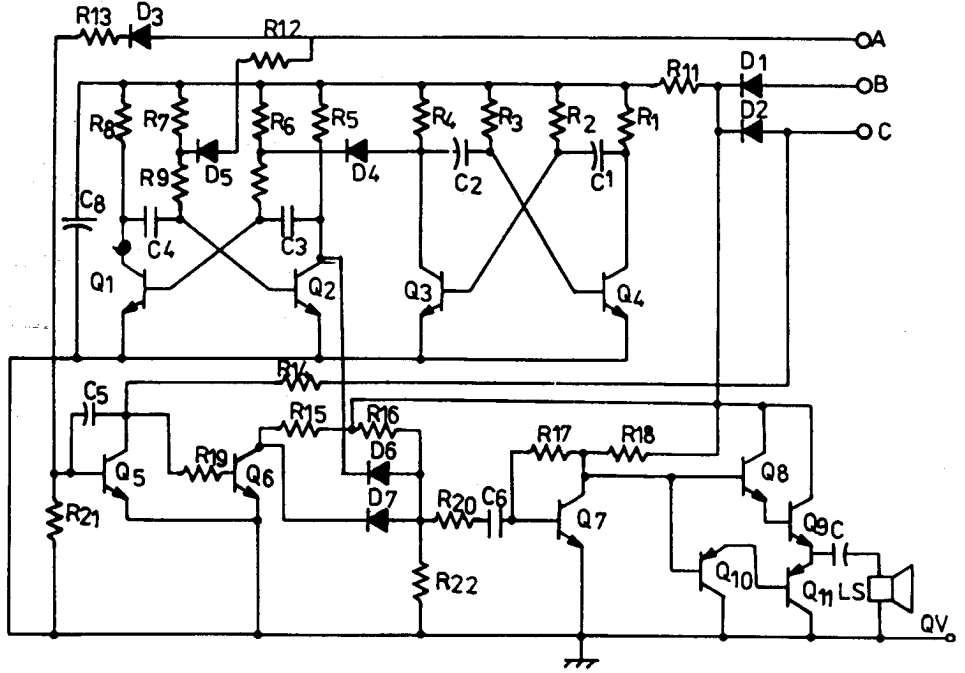 R13 D3 R12 A
R11 D1 B
D2 C
R8 R7 R6 R5 R4 R3 R2 R1
D5 D4 C2 C1
R9
C8 C4 C3
Q1 Q2 Q3 Q4
R14
C5 R15 R16
Q5 R19 Q6 D6 R17 R18 Q8
R21 D7 R20 C6 Q7 Q9 C
R22 Q10 Q11 LS
QV